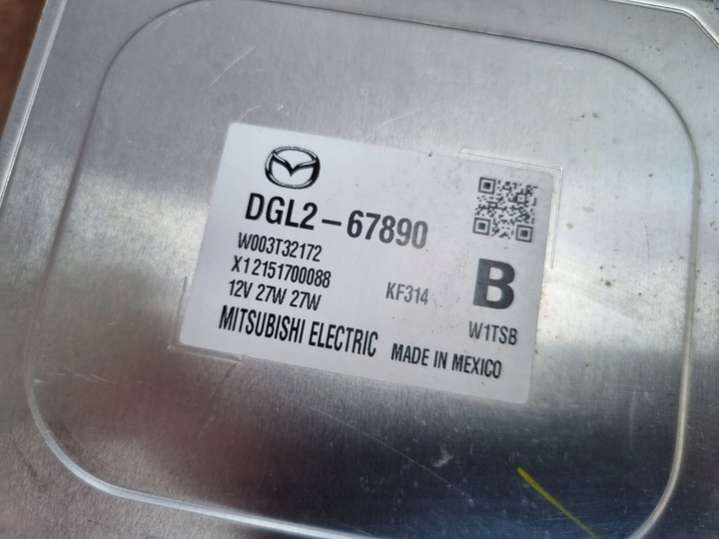 DGL2-67890
W003T32172
X12151700088
12V 27W 27W
KF314
B
W1TSB
MITSUBISHI ELECTRIC
MADE IN MEXICO